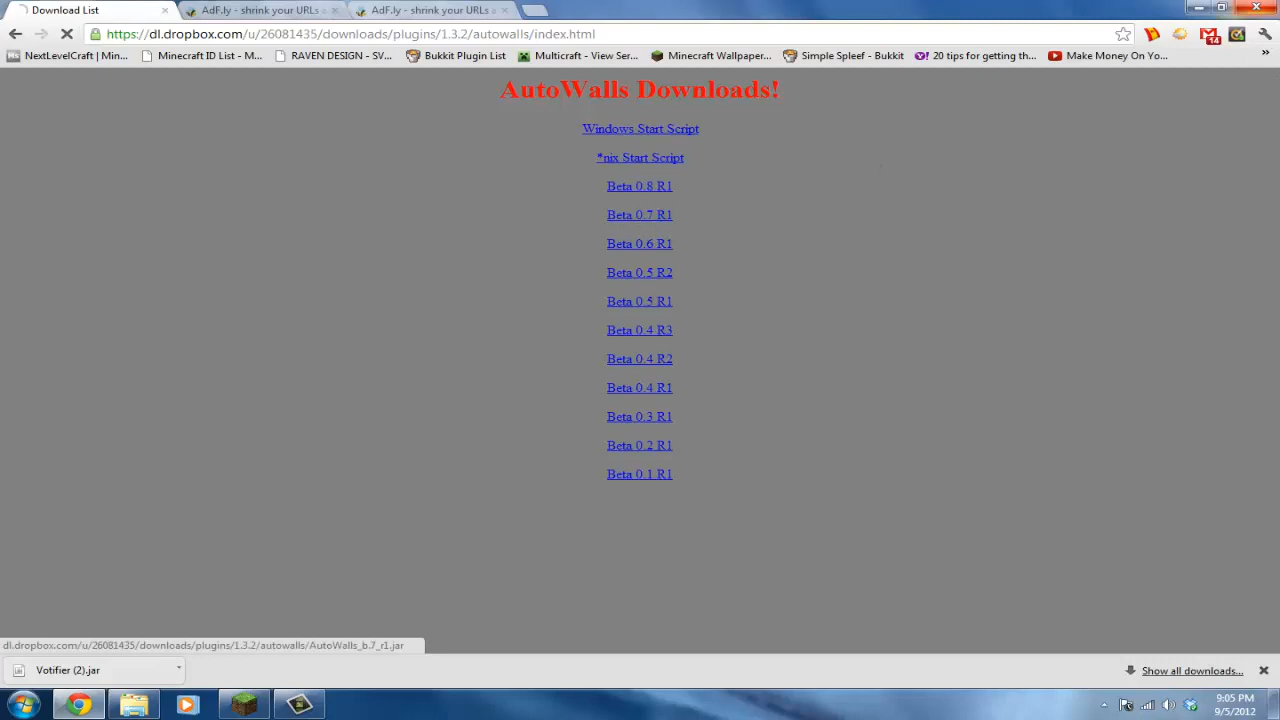 Download List
AdF.ly - shrink your URLs a
AdF.ly - shrink your URLs a
https://dl.dropbox.com/u/26081435/downloads/plugins/1.3.2/autowalls/index.html
14
NextLevelCraft | Min...
Minecraft ID List - M...
RAVEN DESIGN - SV...
Bukkit Plugin List
Multicraft - View Ser...
Minecraft Wallpaper...
Simple Spleef - Bukkit
20 tips for getting th...
Make Money On Yo...
»
AutoWalls Downloads!
Windows Start Script
*nix Start Script
Beta 0.8 R1
Beta 0.7 R1
Beta 0.6 R1
Beta 0.5 R2
Beta 0.5 R1
Beta 0.4 R3
Beta 0.4 R2
Beta 0.4 R1
Beta 0.3 R1
Beta 0.2 R1
Beta 0.1 R1
dl.dropbox.com/u/26081435/downloads/plugins/1.3.2/autowalls/AutoWalls_b.7_r1.jar
Votifier (2).jar
Show all downloads...
9:05 PM
9/5/2012